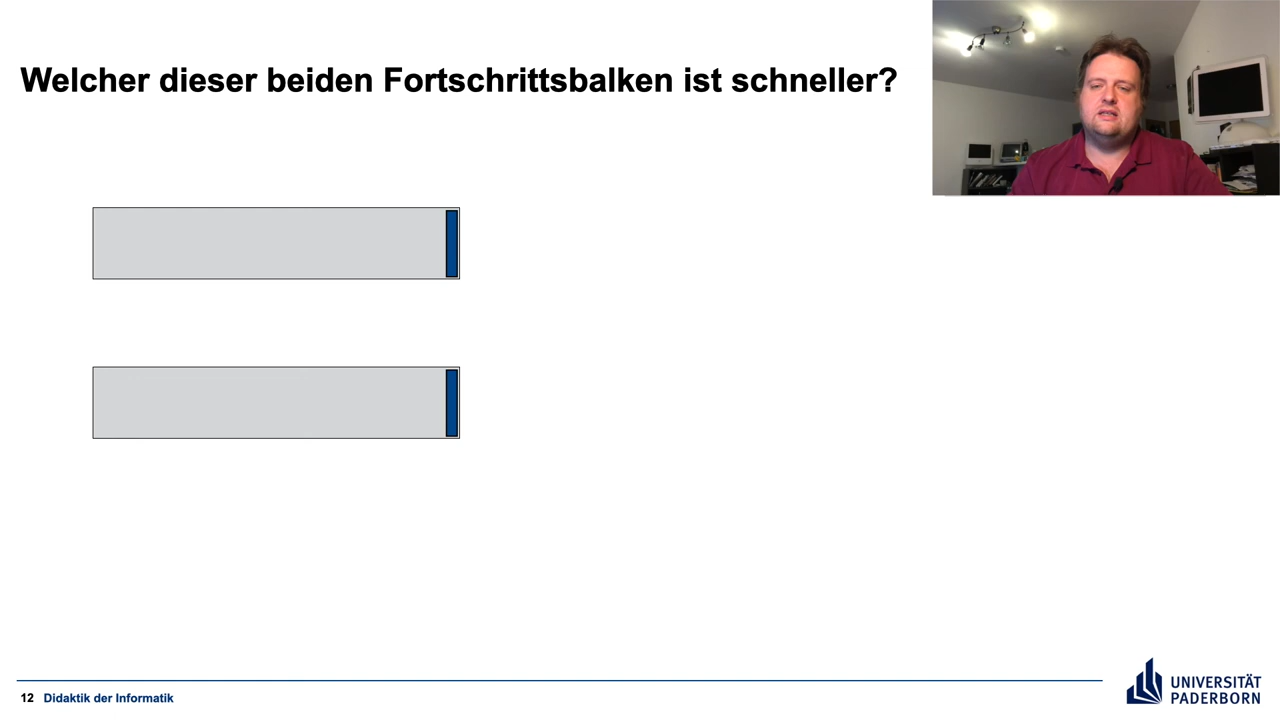 Welcher dieser beiden Fortschrittsbalken ist schneller?
12 Didaktik der Informatik
UNIVERSITÄT
PADERBORN